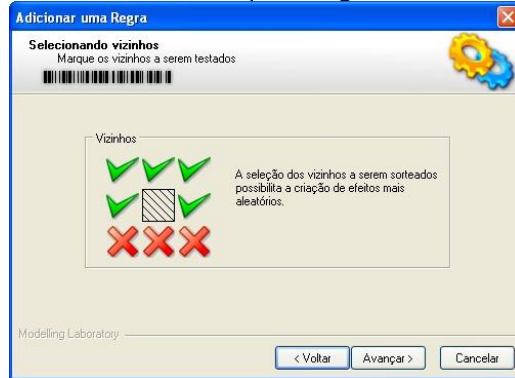 Adicionar uma Regra
Selecionando vizinhos
Marque os vizinhos a serem testados
Vizinhos
A seleção dos vizinhos a serem sorteados
possibilita a criação de efeitos mais
aleatórios.
Modelling Laboratory
< Voltar
Avançar >
Cancelar